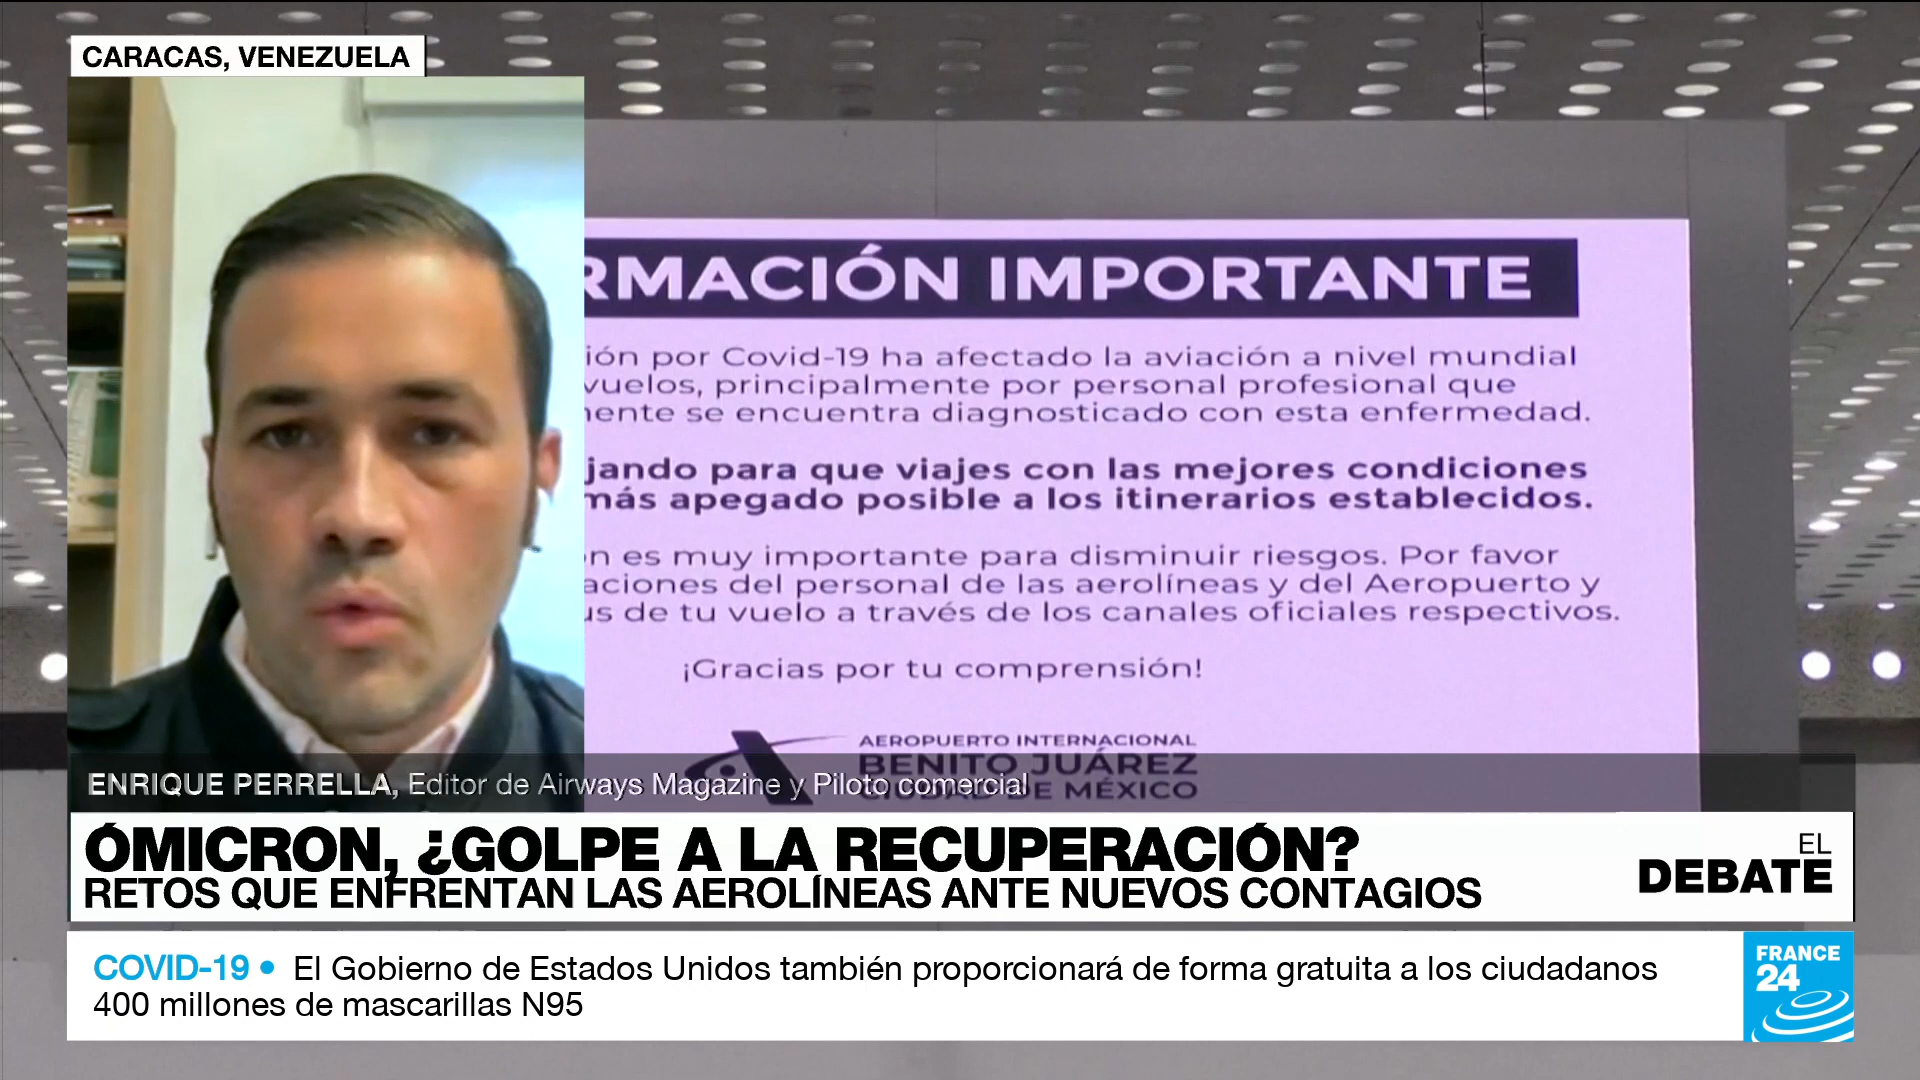 CARACAS, VENEZUELA
RMACIÓN IMPORTANTE
ión por Covid-19 ha afectado la aviación a nivel mundial
vuelos, principalmente por personal profesional que
mente se encuentra diagnosticado con esta enfermedad.
jando para que viajes con las mejores condiciones
más apegado posible a los itinerarios establecidos.
n es muy importante para disminuir riesgos. Por favor
aciones del personal de las aerolíneas y del Aeropuerto y
us de tu vuelo a través de los canales oficiales respectivos.
¡Gracias por tu comprensión!
AEROPUERTO INTERNACIONAL
BENITO JUÁREZ
CIUDAD DE MÉXICO
ENRIQUE PERRELLA, Editor de Airways Magazine y Piloto comercial
ÓMICRON, ¿GOLPE A LA RECUPERACIÓN?
RETOS QUE ENFRENTAN LAS AEROLÍNEAS ANTE NUEVOS CONTAGIOS
EL
DEBATE
COVID-19 • El Gobierno de Estados Unidos también proporcionará de forma gratuita a los ciudadanos
400 millones de mascarillas N95
FRANCE
24